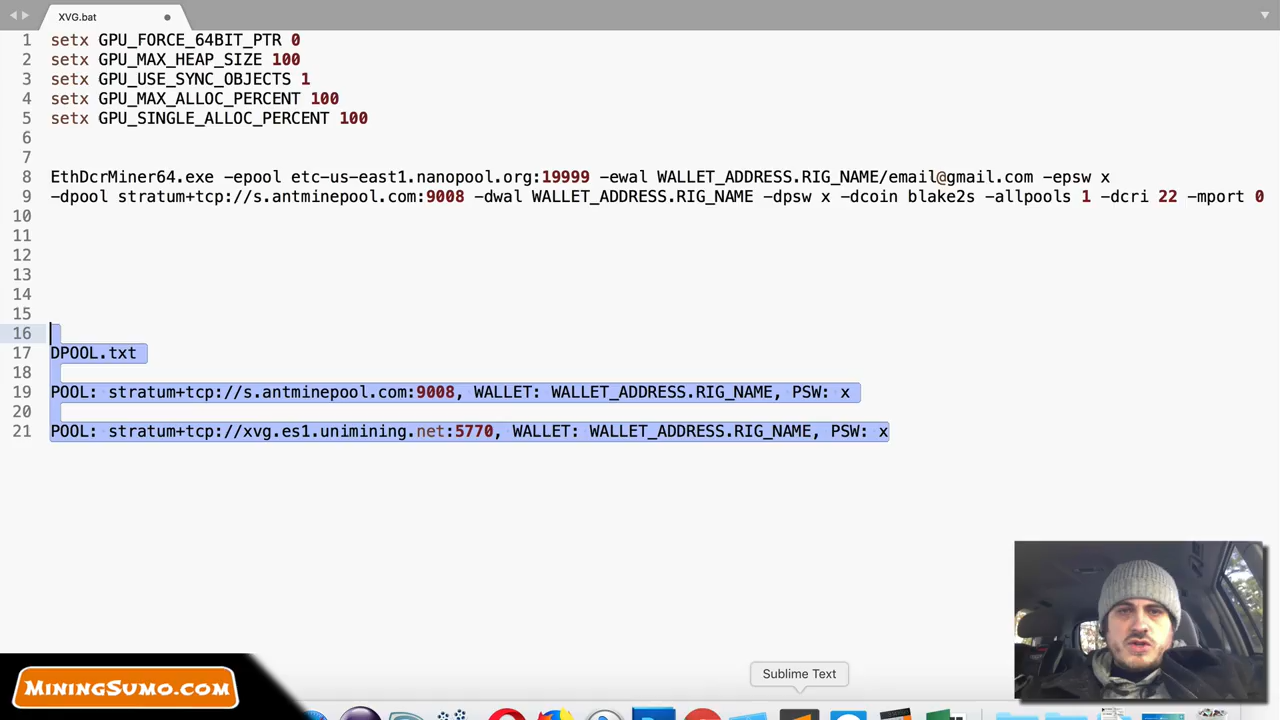 XVG.bat
1 setx GPU_FORCE_64BIT_PTR 0
2 setx GPU_MAX_HEAP_SIZE 100
3 setx GPU_USE_SYNC_OBJECTS 1
4 setx GPU_MAX_ALLOC_PERCENT 100
5 setx GPU_SINGLE_ALLOC_PERCENT 100
6
7
8 EthDcrMiner64.exe -epool etc-us-east1.nanopool.org:19999 -ewal WALLET_ADDRESS.RIG_NAME/email@gmail.com -epsw x
9 -dpool stratum+tcp://s.antminepool.com:9008 -dwal WALLET_ADDRESS.RIG_NAME -dpsw x -dcoin blake2s -allpools 1 -dcri 22 -mport 0
10
11
12
13
14
15
16
17 DPOOL.txt
18
19 POOL: stratum+tcp://s.antminepool.com:9008, WALLET: WALLET_ADDRESS.RIG_NAME, PSW: x
20
21 POOL: stratum+tcp://xvg.es1.unimining.net:5770, WALLET: WALLET_ADDRESS.RIG_NAME, PSW: x
Sublime Text
MiningSumo.com